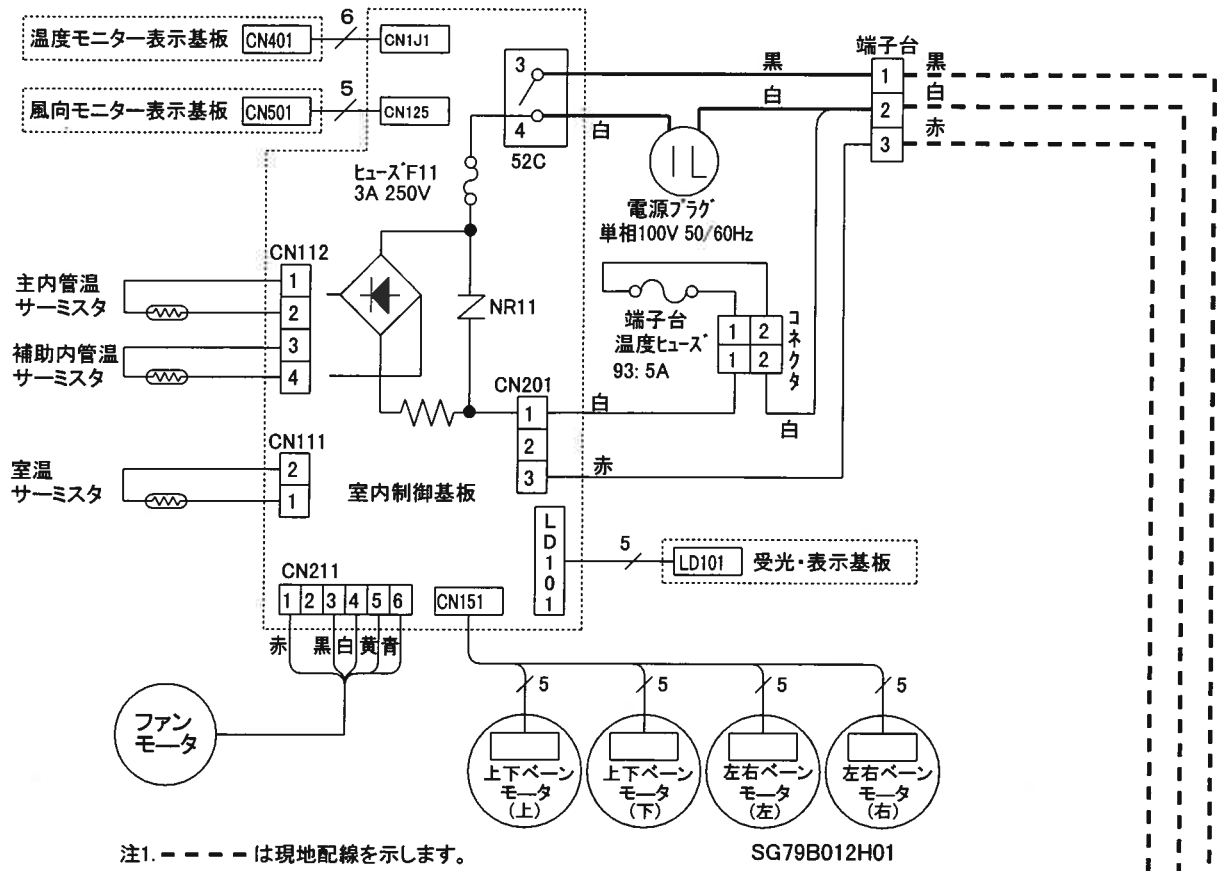 温度モニター表示基板 CN401 6 CN1J1
風向モニター表示基板 CN501 5 CN125
3
4
52C
黒
白
白
端子台
1
2
3
黒
白
赤
ヒューズF11
3A 250V
電源プラグ
単相100V 50/60Hz
NR11
CN112
1
2
3
4
主内管温
サーミスタ
補助内管温
サーミスタ
端子台
温度ヒューズ
93: 5A
1 2
1 2
コネクタ
白
白
CN201
1
2
3
赤
CN111
2
1
室温
サーミスタ
室内制御基板
LD101
5
LD101 受光・表示基板
CN211
1 2 3 4 5 6
赤 黒 白 黄 青
CN151
ファン
モータ
5 5 5 5
上下ベーン
モータ
(上)
上下ベーン
モータ
(下)
左右ベーン
モータ
(左)
左右ベーン
モータ
(右)
注1. ━ ━ ━ ━ は現地配線を示します。
SG79B012H01